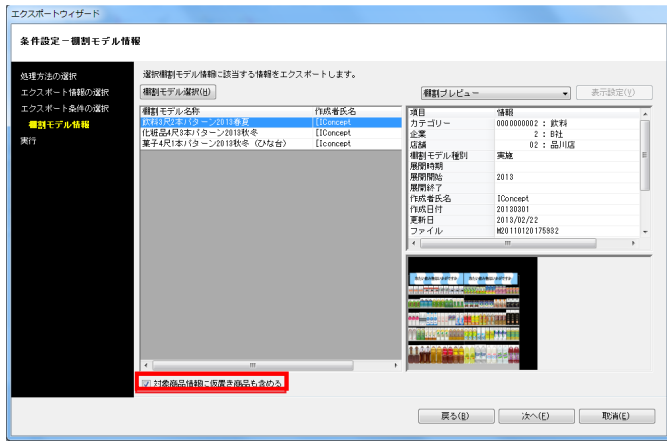 エクスポートウィザード
条件設定－棚割モデル情報
処理方法の選択
エクスポート情報の選択
エクスポート条件の選択
棚割モデル情報
実行
選択棚割モデル情報に該当する情報をエクスポートします。
棚割モデル選択(H)
棚割プレビュー
表示設定(V)
棚割モデル名称 作成者氏名
飲料3尺2本パターン2013春夏 [IConcept
化粧品4尺3本パターン2013秋冬 [IConcept
菓子4尺1本パターン2013秋冬 (ひな台) [IConcept
項目 情報
カテゴリー 0000000002 : 飲料
企業 2 : B社
店舗 02 : 品川店
棚割モデル種別 実施
展開時期
展開開始 2013
展開終了
作成者氏名 IConcept
作成日付 20130301
更新日 2013/02/22
ファイル M20110120175932
対象商品情報に仮置き商品も含める
戻る(B)
次へ(F)
取消(E)